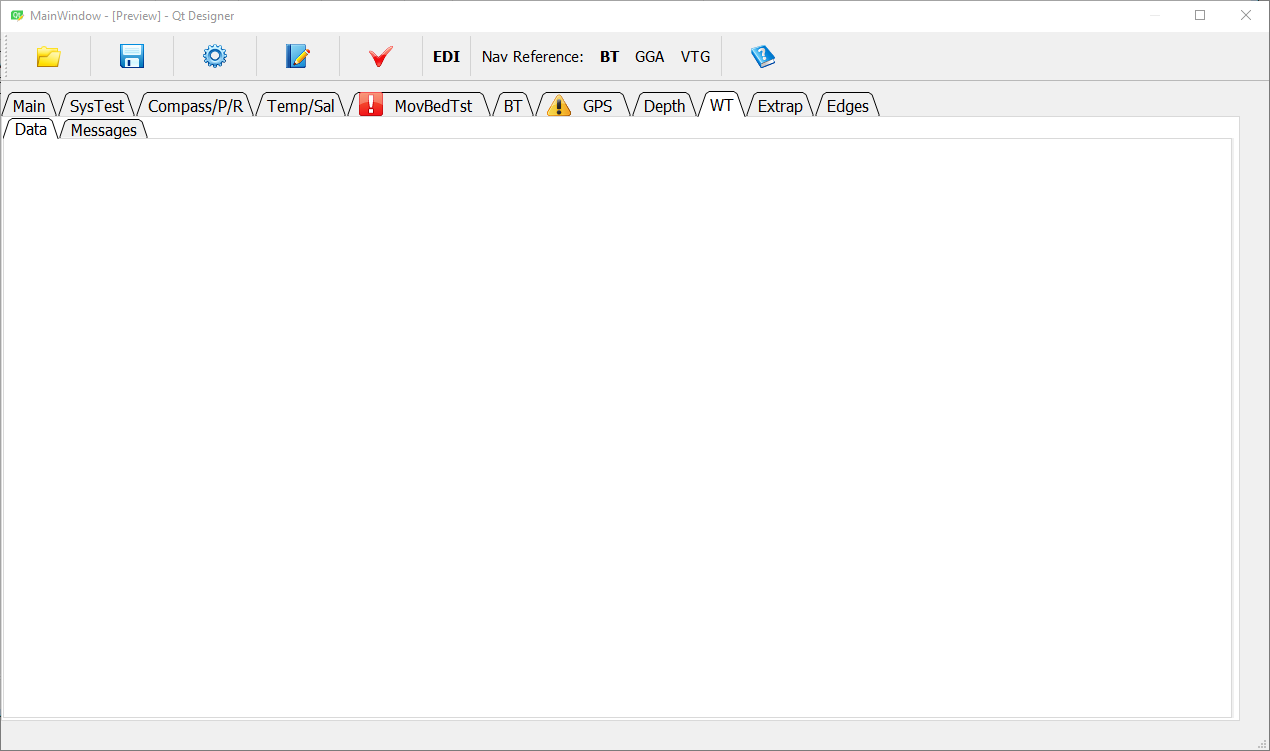 MainWindow - [Preview] - Qt Designer
EDI Nav Reference: BT GGA VTG
Main SysTest Compass/P/R Temp/Sal MovBedTst BT GPS Depth WT Extrap Edges
Data Messages